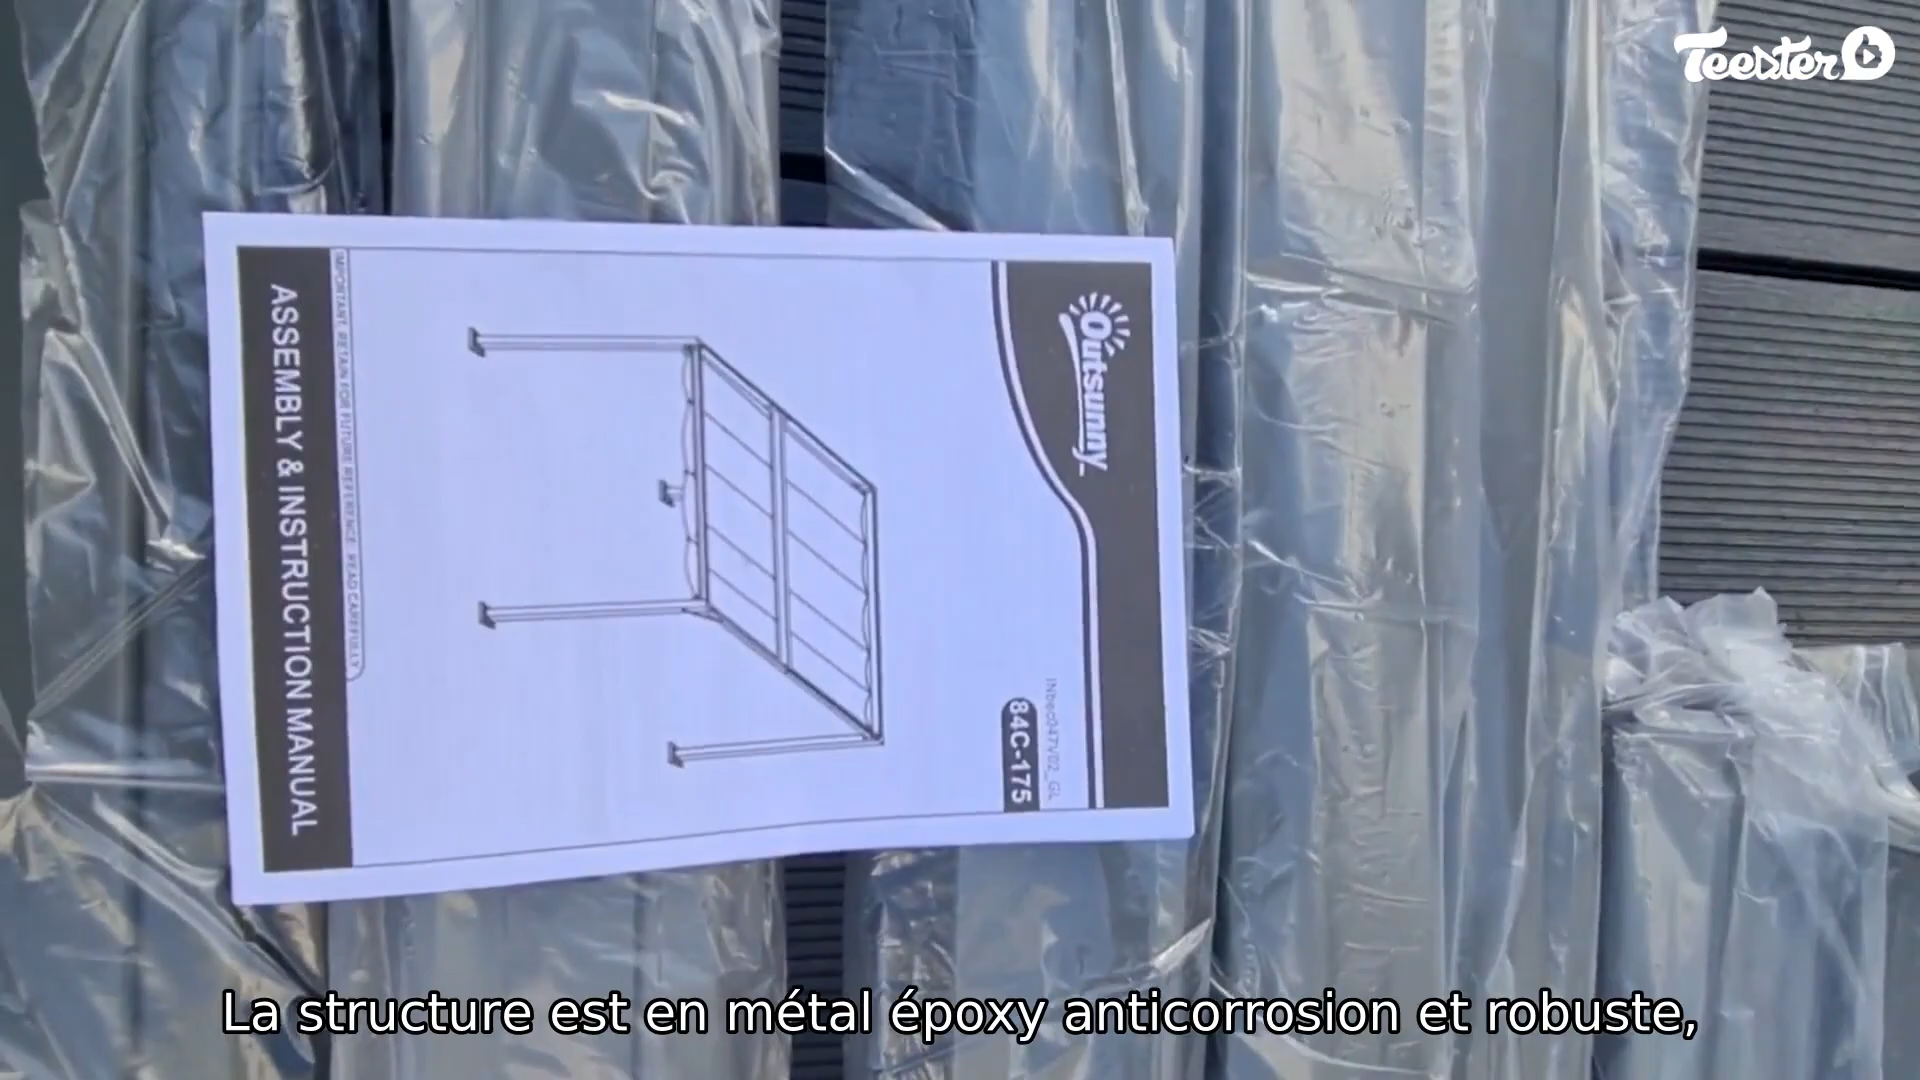 Teester
Outsunny
INbec047V02_GL
84C-175
IMPORTANT, RETAIN FOR FUTURE REFERENCE: READ CAREFULLY
ASSEMBLY & INSTRUCTION MANUAL
La structure est en métal époxy anticorrosion et robuste,